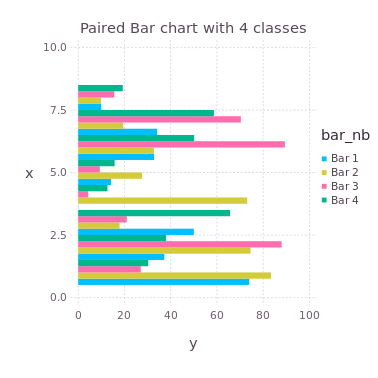 Paired Bar chart with 4 classes
10.0
7.5
5.0
2.5
0.0
x
0 20 40 60 80 100
y
bar_nb
Bar 1
Bar 2
Bar 3
Bar 4